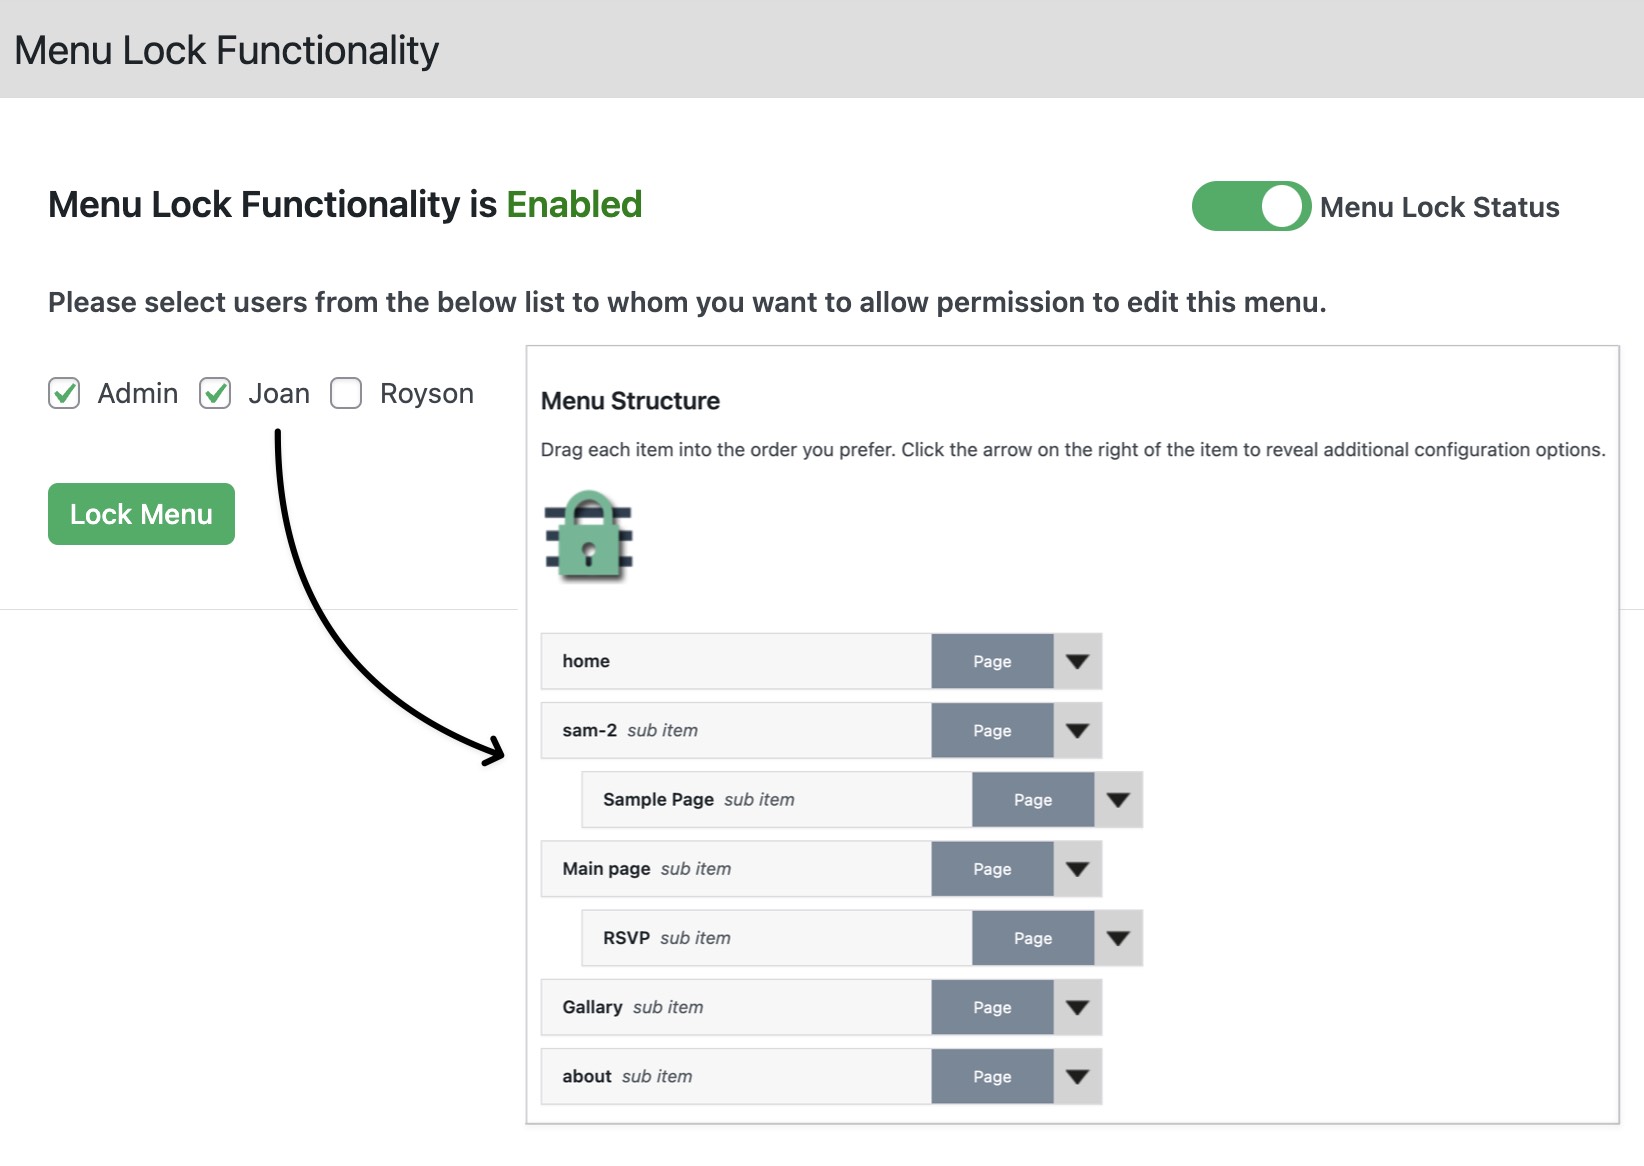 Menu Lock Functionality
Menu Lock Functionality is Enabled
Menu Lock Status
Please select users from the below list to whom you want to allow permission to edit this menu.
Admin Joan Royson
Lock Menu
Menu Structure
Drag each item into the order you prefer. Click the arrow on the right of the item to reveal additional configuration options.
home Page
sam-2 sub item Page
Sample Page sub item Page
Main page sub item Page
RSVP sub item Page
Gallary sub item Page
about sub item Page